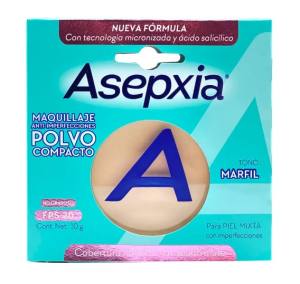 NUEVA FÓRMULA
Con tecnología micronizada y ácido salicílico
Asepxia
MAQUILLAJE
ANTI-IMPERFECCIONES
POLVO
COMPACTO
FPS 20
Cont. Net. 10 g
A
TONO:
MARFIL
Para PIEL MIXTA
con imperfecciones
Cobertura